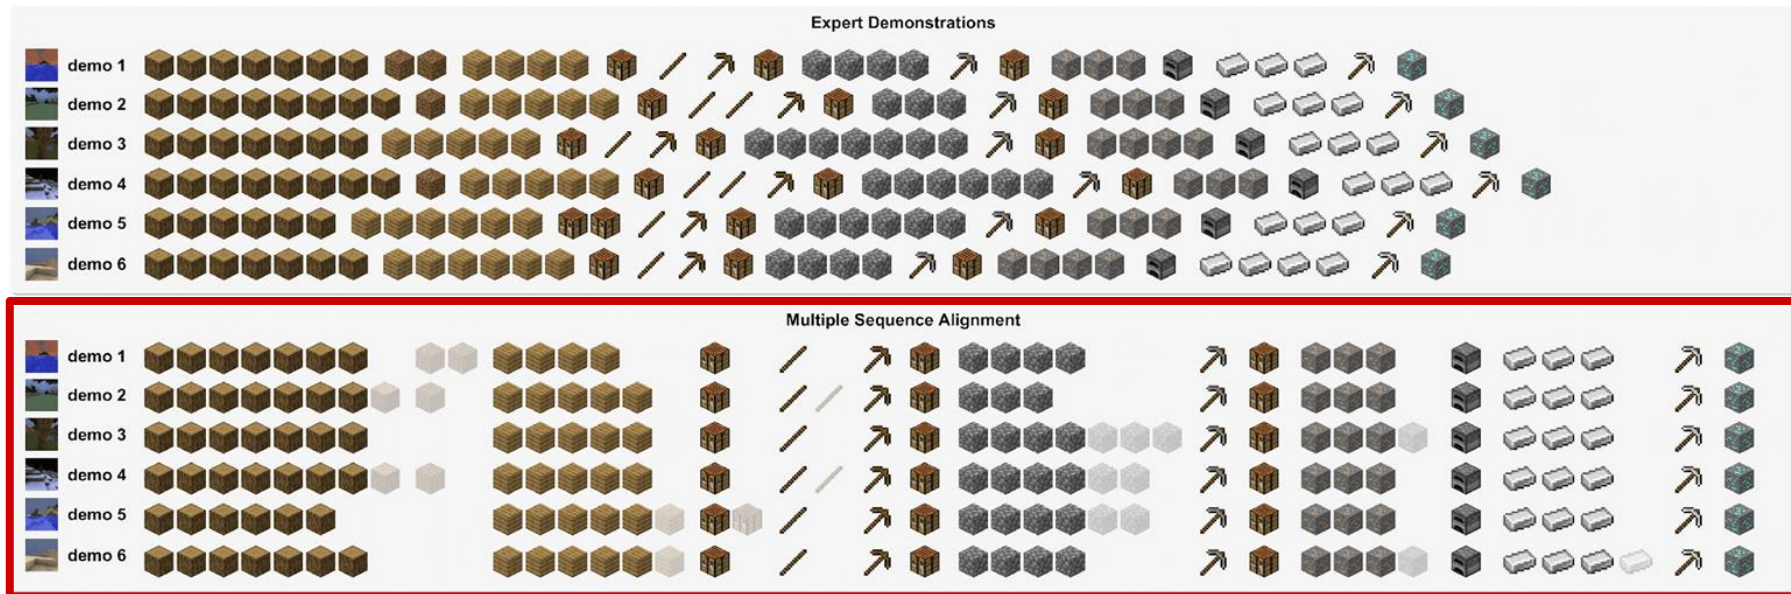 Expert Demonstrations
demo 1
demo 2
demo 3
demo 4
demo 5
demo 6
Multiple Sequence Alignment
demo 1
demo 2
demo 3
demo 4
demo 5
demo 6